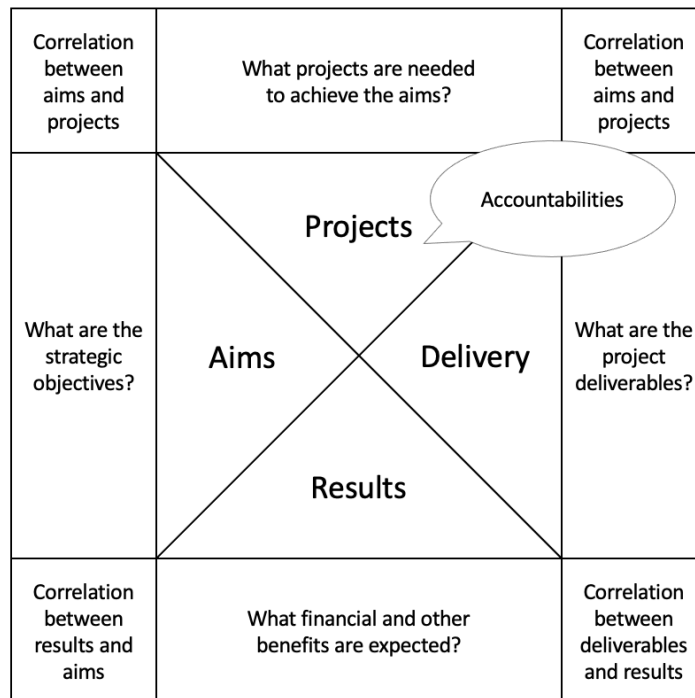 Correlation
between
aims and
projects
What projects are needed
to achieve the aims?
Correlation
between
aims and
projects
Accountabilities
Projects
What are the
strategic
objectives?
Aims
Delivery
What are the
project
deliverables?
Results
Correlation
between
results and
aims
What financial and other
benefits are expected?
Correlation
between
deliverables
and results